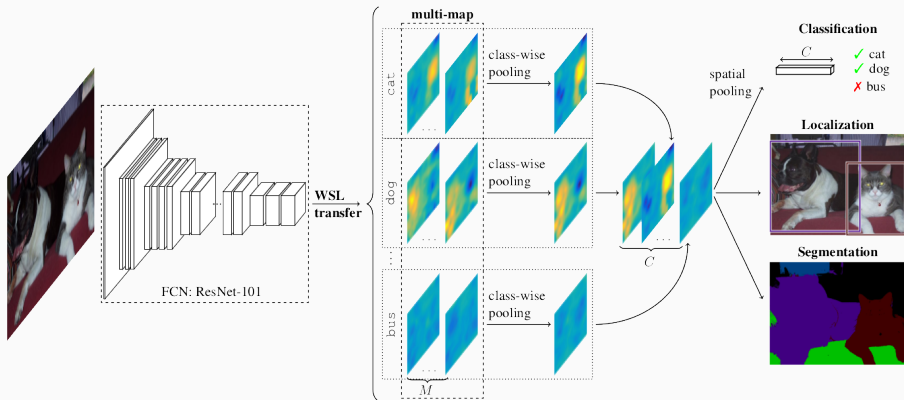 multi-map
cat
class-wise
pooling
. . .
dog
class-wise
pooling
. . .
...
bus
class-wise
pooling
. . .
M
FCN: ResNet-101
...
WSL
transfer
. . .
C
spatial
pooling
Classification
C
✓ cat
✓ dog
✗ bus
Localization
Segmentation